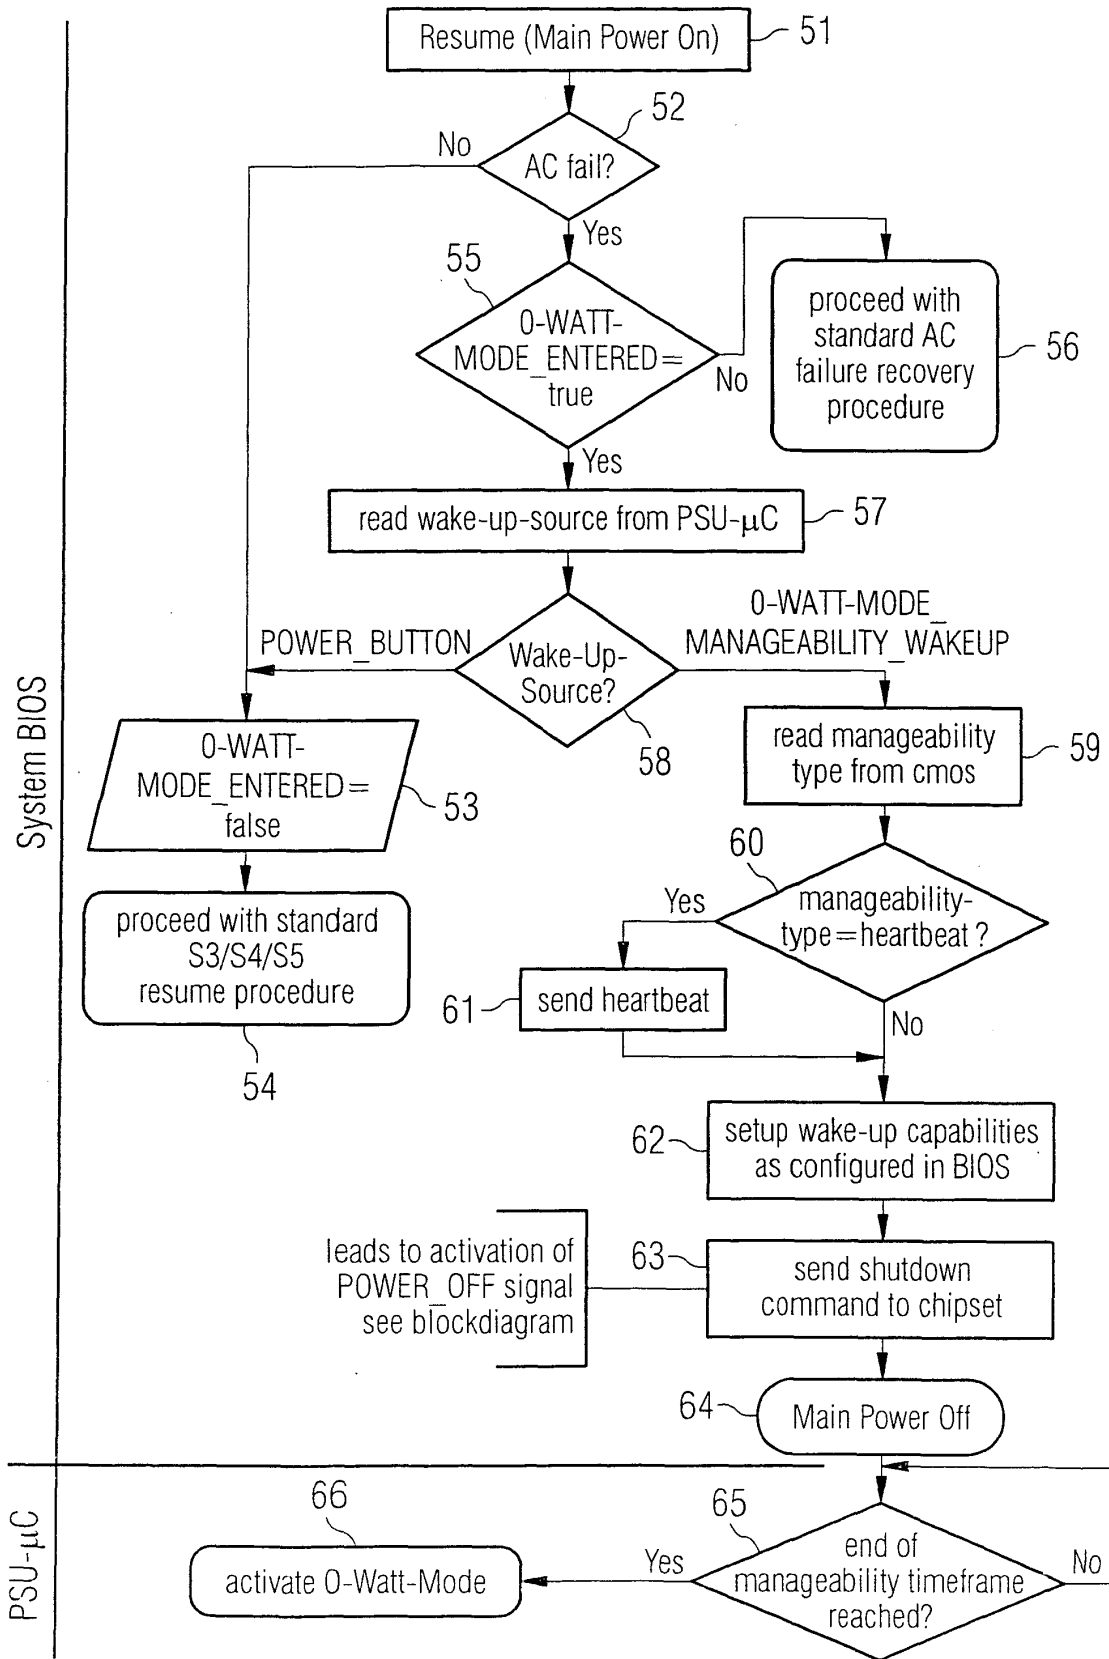 Resume (Main Power On)
51
52
AC fail?
No
Yes
55
0-WATT-
MODE_ENTERED=
true
No
proceed with
standard AC
failure recovery
procedure
56
Yes
read wake-up-source from PSU-µC
57
POWER_BUTTON
Wake-Up-
Source?
58
0-WATT-MODE_
MANAGEABILITY_WAKEUP
System BIOS
0-WATT-
MODE_ENTERED=
false
53
proceed with standard
S3/S4/S5
resume procedure
54
read manageability
type from cmos
59
60
manageability-
type=heartbeat?
Yes
61
send heartbeat
No
62
setup wake-up capabilities
as configured in BIOS
leads to activation of
POWER_OFF signal
see blockdiagram
63
send shutdown
command to chipset
64
Main Power Off
PSU-µC
66
activate 0-Watt-Mode
65
Yes
end of
manageability timeframe
reached?
No